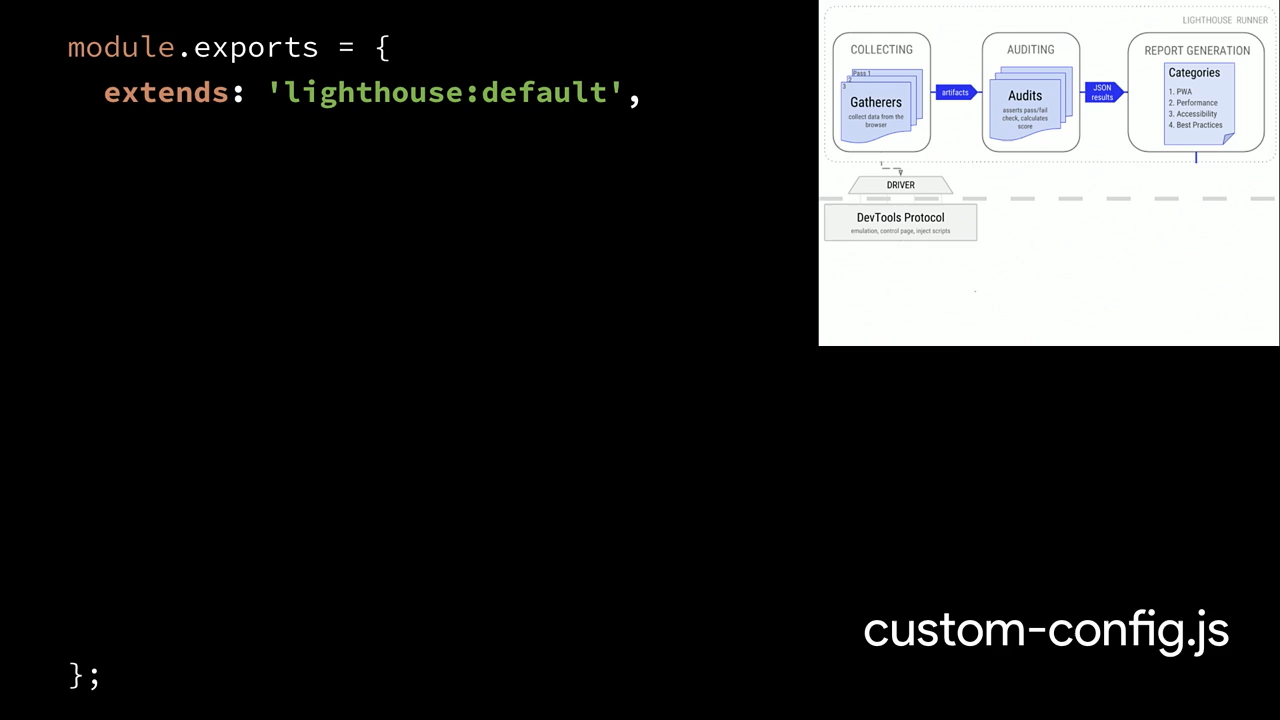 module.exports = {
extends: 'lighthouse:default',
};
custom-config.js
LIGHTHOUSE RUNNER
COLLECTING
Pass 1
2
3
Gatherers
collect data from the
browser
artifacts
AUDITING
Audits
asserts pass/fail
check, calculates
score
JSON
results
REPORT GENERATION
Categories
1. PWA
2. Performance
3. Accessibility
4. Best Practices
DRIVER
DevTools Protocol
emulation, control page, inject scripts